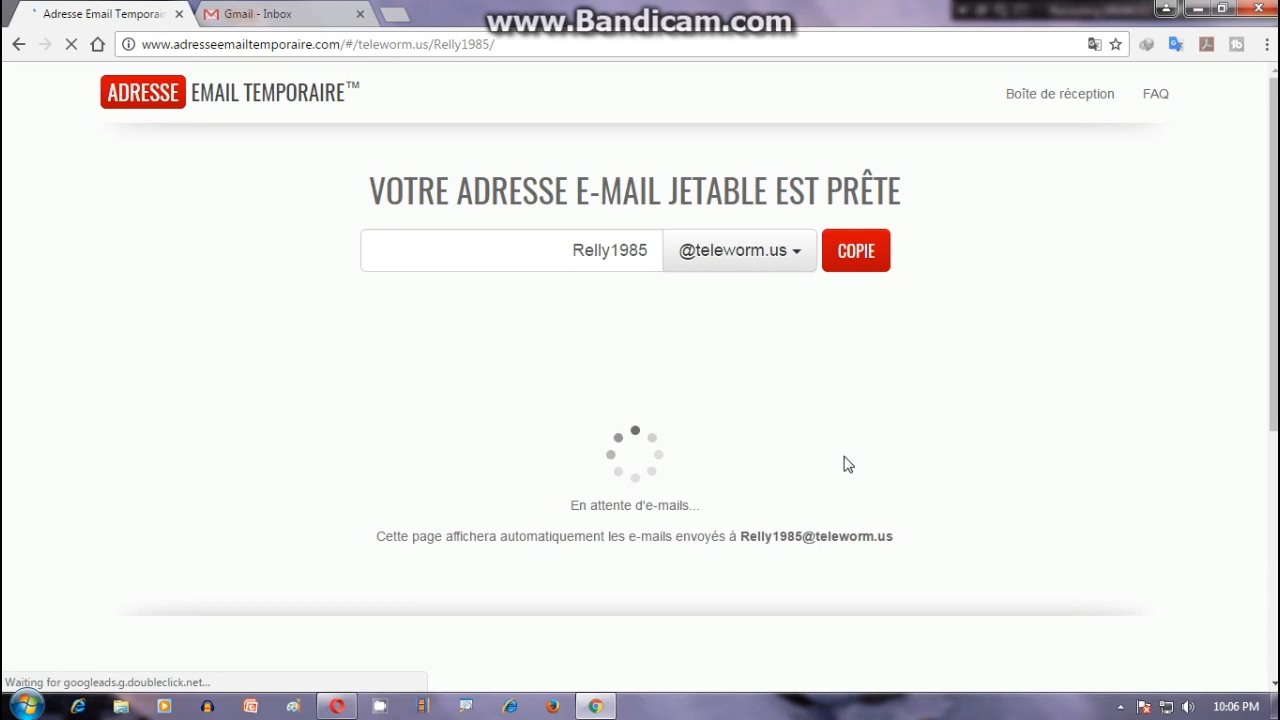 www.Bandicam.com
Adresse Email Temporair
Gmail - Inbox
www.adresseemailtemporaire.com/#/teleworm.us/Relly1985/
ADRESSE EMAIL TEMPORAIRE™
Boîte de réception
FAQ
VOTRE ADRESSE E-MAIL JETABLE EST PRÊTE
Relly1985
@teleworm.us
COPIE
En attente d'e-mails...
Cette page affichera automatiquement les e-mails envoyés à Relly1985@teleworm.us
Waiting for googleads.g.doubleclick.net...
10:06 PM